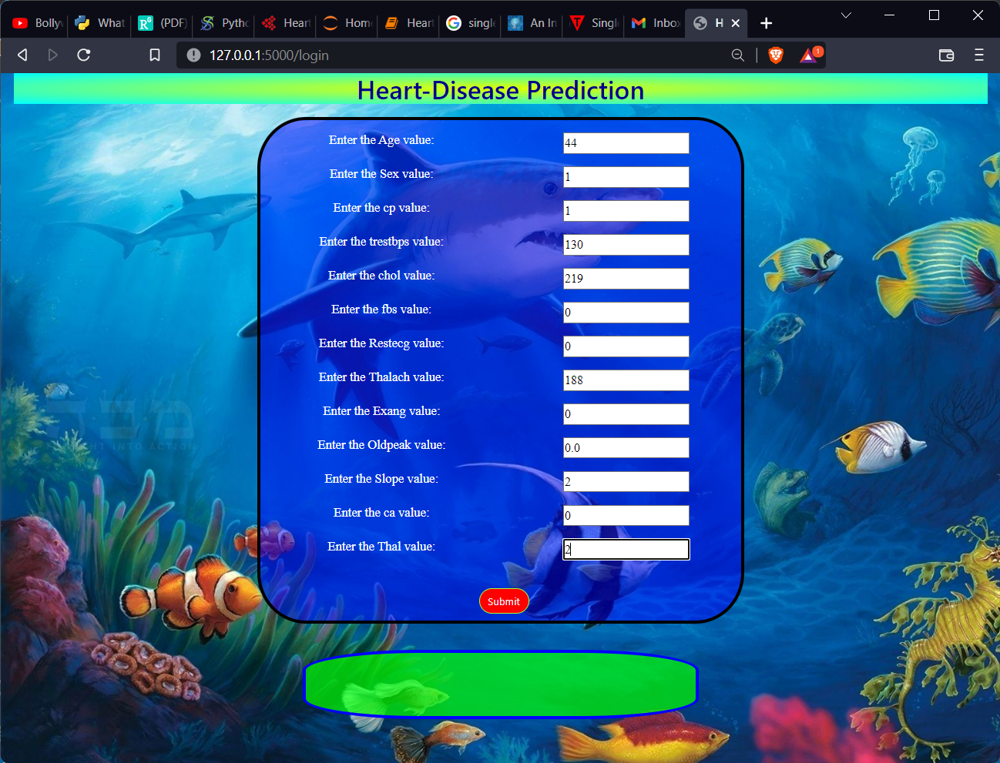 Bolly
What
(PDF)
Pytho
Heart
Hom
Heart
single
An In
Singl
Inbox
H
127.0.0.1:5000/login
1
Heart-Disease Prediction
Enter the Age value: 44
Enter the Sex value: 1
Enter the cp value: 1
Enter the trestbps value: 130
Enter the chol value: 219
Enter the fbs value: 0
Enter the Restecg value: 0
Enter the Thalach value: 188
Enter the Exang value: 0
Enter the Oldpeak value: 0.0
Enter the Slope value: 2
Enter the ca value: 0
Enter the Thal value: 2
Submit